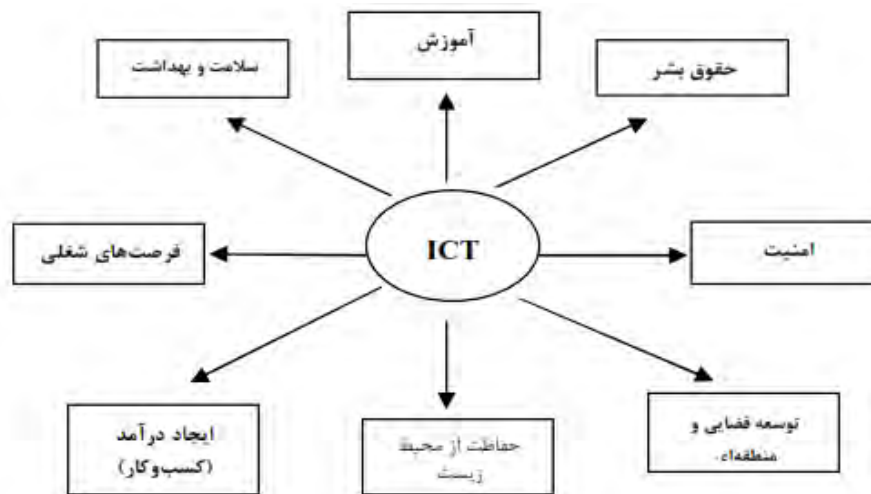 آموزش
حقوق بشر
سلامت و بهداشت
ICT
امنیت
فرصت‌های شغلی
توسعه فضایی و
منطقه‌ای
ایجاد درآمد
(کسب‌وکار)
حفاظت از محیط
زیست